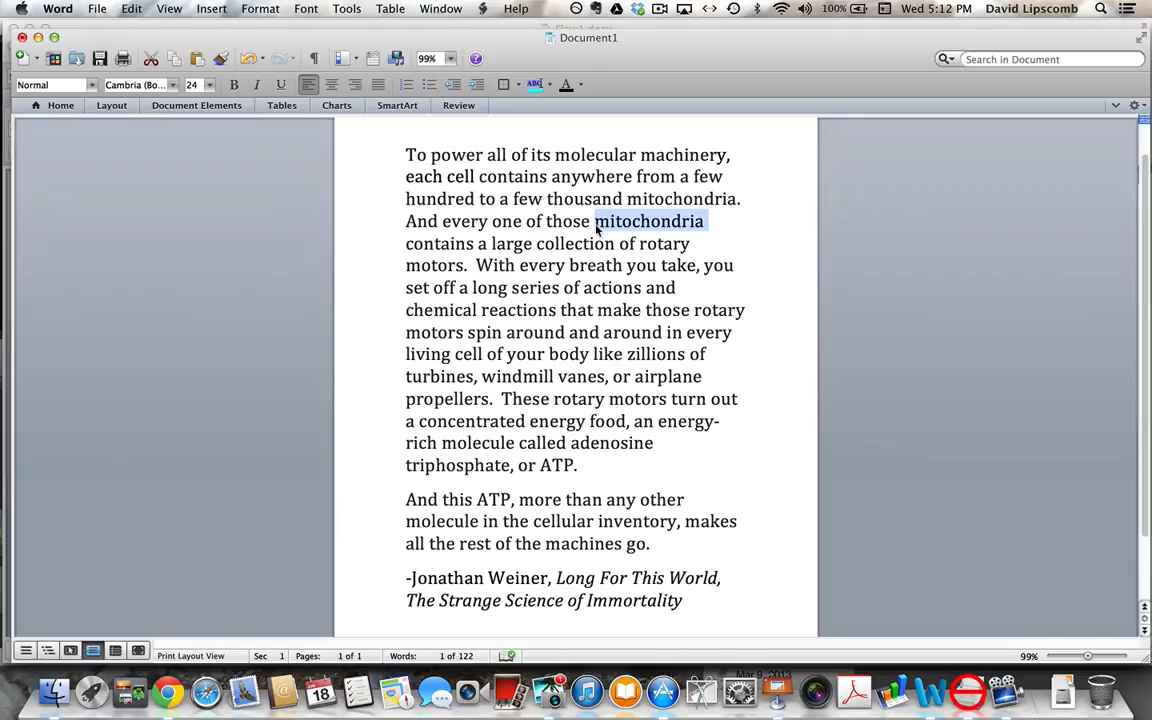 Word File Edit View Insert Format Font Tools Table Window Help 100% Wed 5:12 PM David Lipscomb
Document1
99% Search in Document
Normal Cambria (Bo... 24 B I U ABC A
Home Layout Document Elements Tables Charts SmartArt Review
To power all of its molecular machinery,
each cell contains anywhere from a few
hundred to a few thousand mitochondria.
And every one of those mitochondria
contains a large collection of rotary
motors.  With every breath you take, you
set off a long series of actions and
chemical reactions that make those rotary
motors spin around and around in every
living cell of your body like zillions of
turbines, windmill vanes, or airplane
propellers.  These rotary motors turn out
a concentrated energy food, an energy-
rich molecule called adenosine
triphosphate, or ATP.
And this ATP, more than any other
molecule in the cellular inventory, makes
all the rest of the machines go.
-Jonathan Weiner, Long For This World,
The Strange Science of Immortality
Print Layout View Sec 1 Pages: 1 of 1 Words: 1 of 122 99%
Mar 9, 2013
18